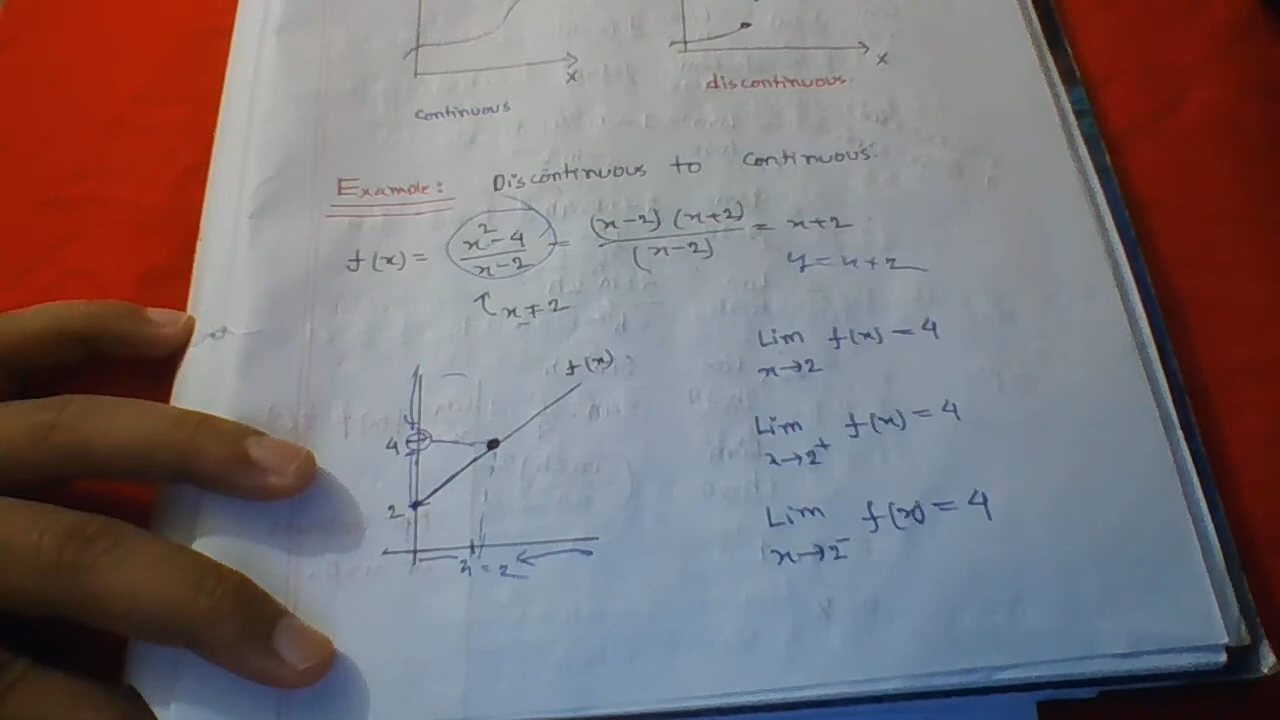 x
x
continuous
discontinuous
Example: Discontinuous to continuous.
f(x) = x²-4 / x-2 = (x-2) (x+2) / (x-2) = x+2
y = x+2
x≠2
Lim f(x) = 4
x→2
f(x)
4
2
x = 2
Lim f(x) = 4
x→2⁺
Lim f(x) = 4
x→2⁻